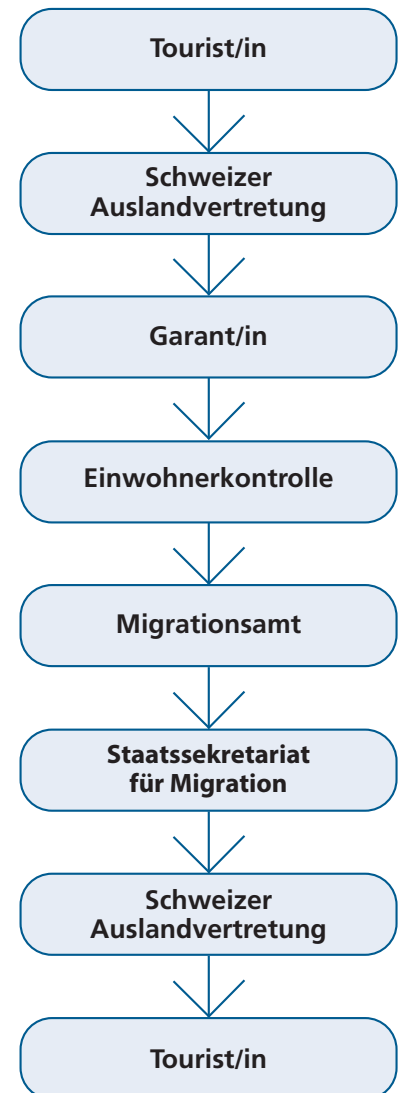 Tourist/in
Schweizer
Auslandvertretung
Garant/in
Einwohnerkontrolle
Migrationsamt
Staatssekretariat
für Migration
Schweizer
Auslandvertretung
Tourist/in